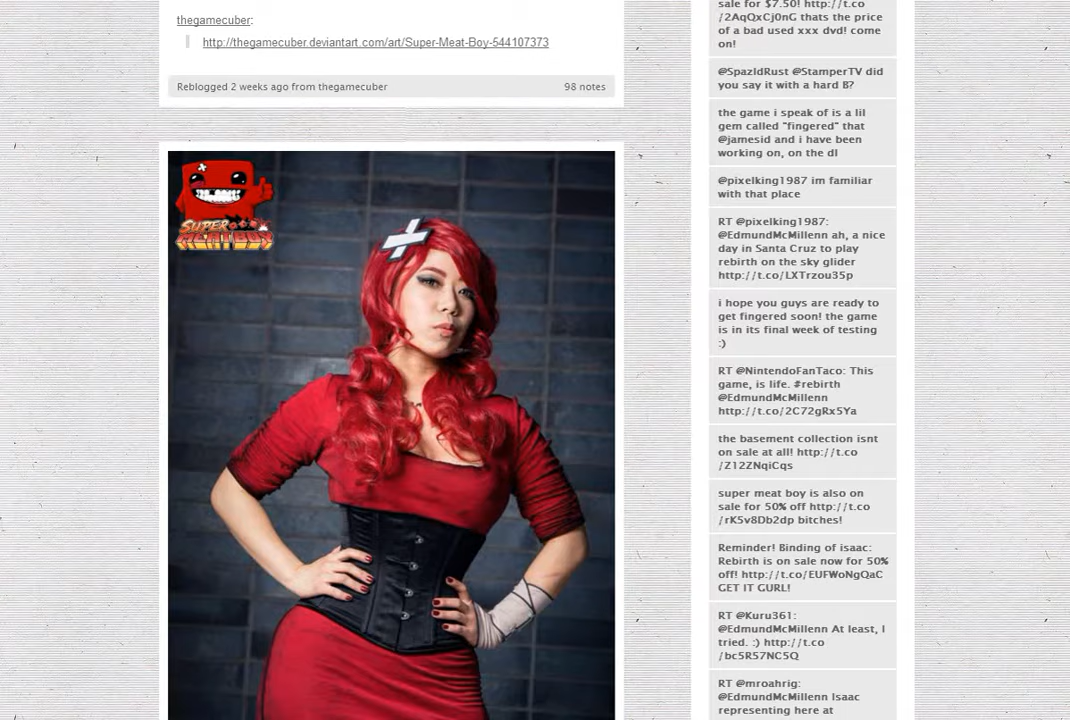 thegamecuber:
http://thegamecuber.deviantart.com/art/Super-Meat-Boy-544107373
Reblogged 2 weeks ago from thegamecuber
98 notes
SUPER
MEAT BOY
sale for $7.50! http://t.co
/2AqQxCj0nG thats the price
of a bad used xxx dvd! come
on!
@SpazldRust @StamperTV did
you say it with a hard B?
the game i speak of is a lil
gem called "fingered" that
@jamesid and i have been
working on, on the dl
@pixelking1987 im familiar
with that place
RT @pixelking1987:
@EdmundMcMillenn ah, a nice
day in Santa Cruz to play
rebirth on the sky glider
http://t.co/LXTrzou35p
i hope you guys are ready to
get fingered soon! the game
is in its final week of testing
:)
RT @NintendoFanTaco: This
game, is life. #rebirth
@EdmundMcMillenn
http://t.co/2C72gRx5Ya
the basement collection isnt
on sale at all! http://t.co
/Z12ZNqiCqs
super meat boy is also on
sale for 50% off http://t.co
/rK5v8Db2dp bitches!
Reminder! Binding of isaac:
Rebirth is on sale now for 50%
off! http://t.co/EUFWoNgQaC
GET IT GURL!
RT @Kuru361:
@EdmundMcMillenn At least, I
tried. :) http://t.co
/bc5R57NC5Q
RT @mroahrig:
@EdmundMcMillenn Isaac
representing here at